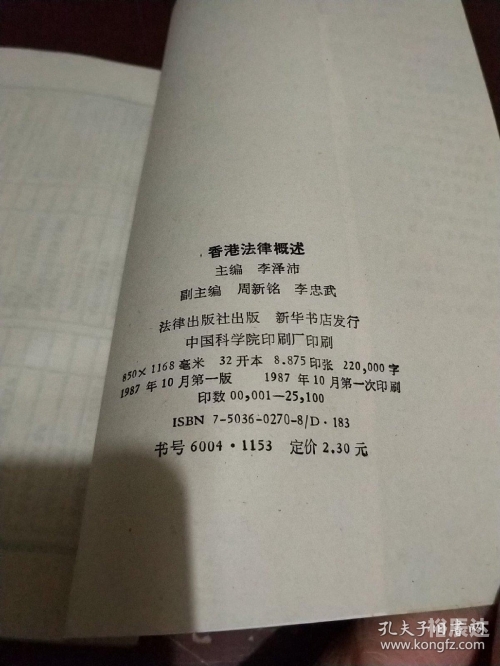 香港法律概述
主编 李泽沛
副主编 周新铭 李忠武
法律出版社出版 新华书店发行
中国科学院印刷厂印刷
850×1168毫米 32开本 8.875印张 220,000字
1987年10月第一版 1987年10月第一次印刷
印数00,001—25,100
ISBN 7-5036-0270-8/D·183
书号6004·1153 定价2.30元
孔夫子旧书网
www.kongfz.com